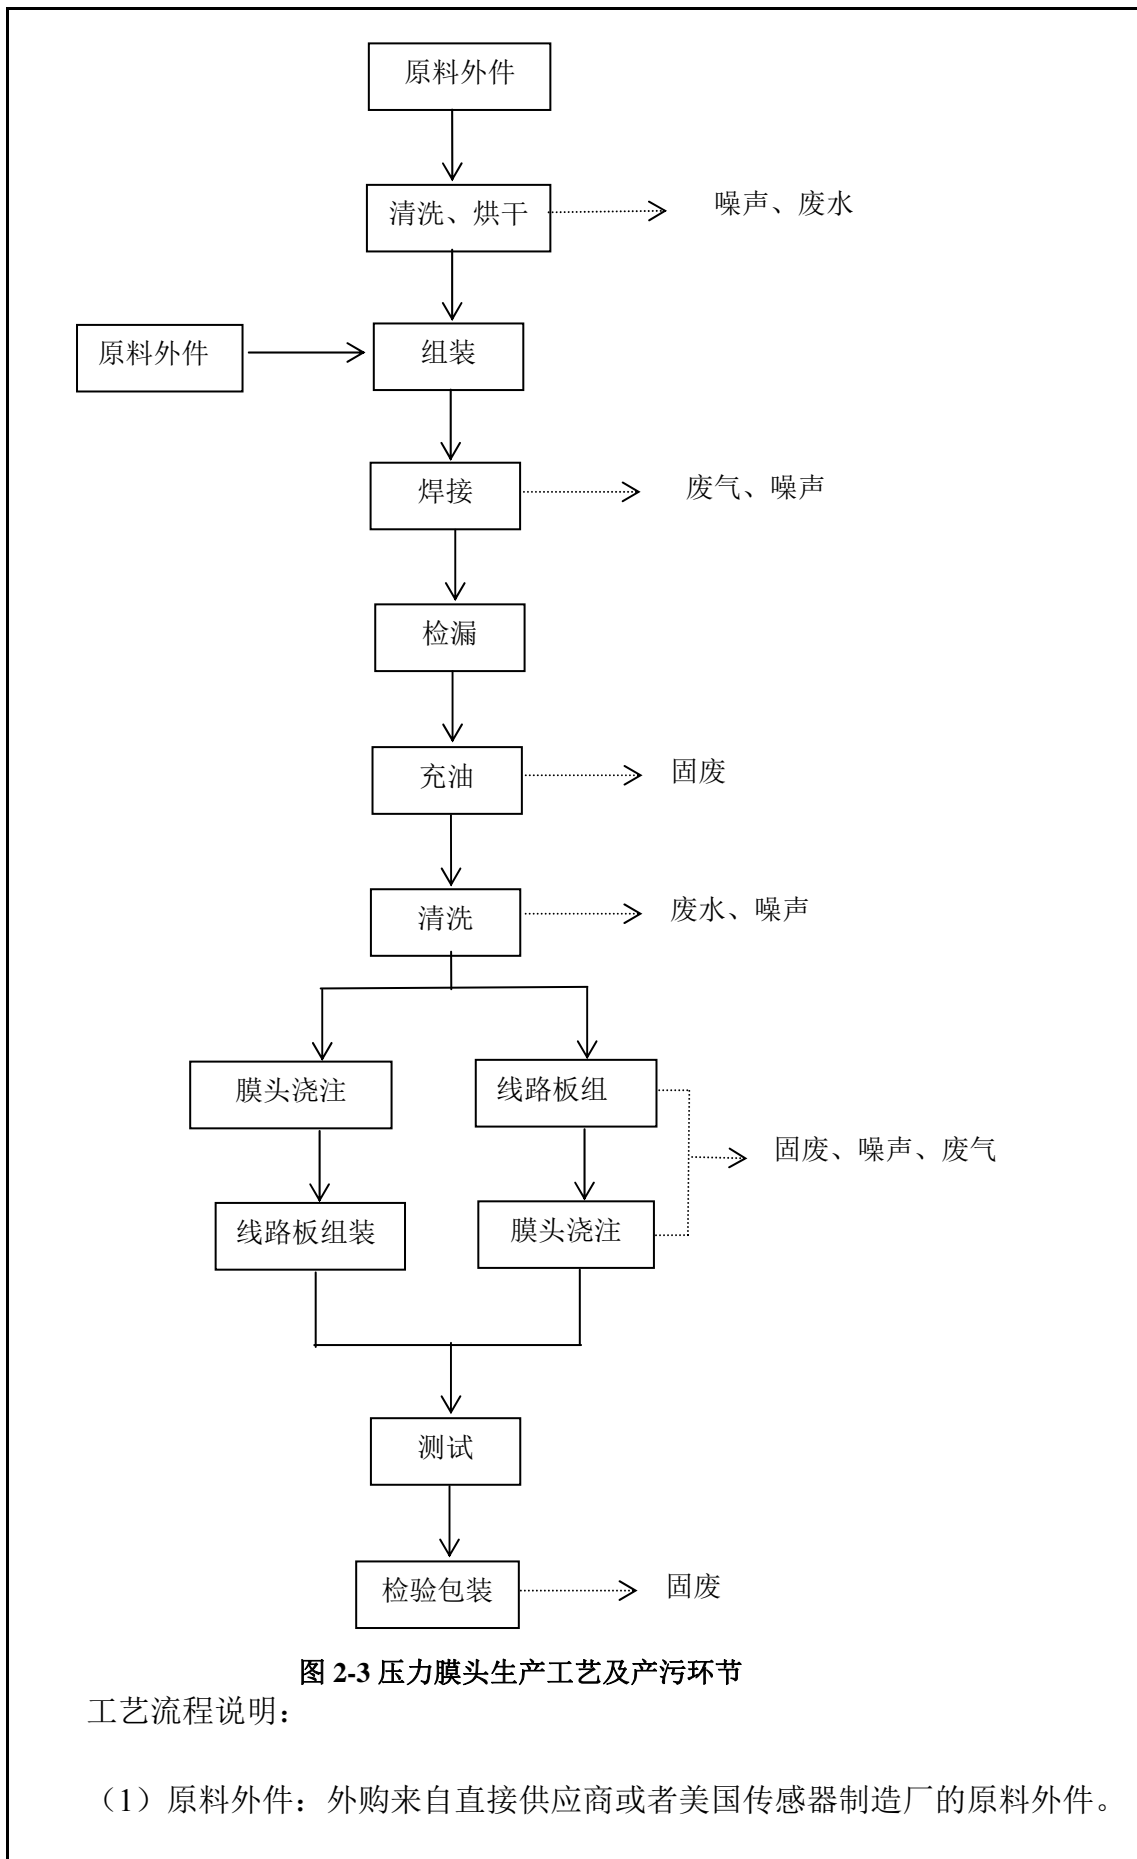 原料外件
清洗、烘干
噪声、废水
原料外件
组装
焊接
废气、噪声
检漏
充油
固废
清洗
废水、噪声
膜头浇注
线路板组
固废、噪声、废气
线路板组装
膜头浇注
测试
检验包装
固废
图 2-3 压力膜头生产工艺及产污环节
工艺流程说明：
（1）原料外件：外购来自直接供应商或者美国传感器制造厂的原料外件。